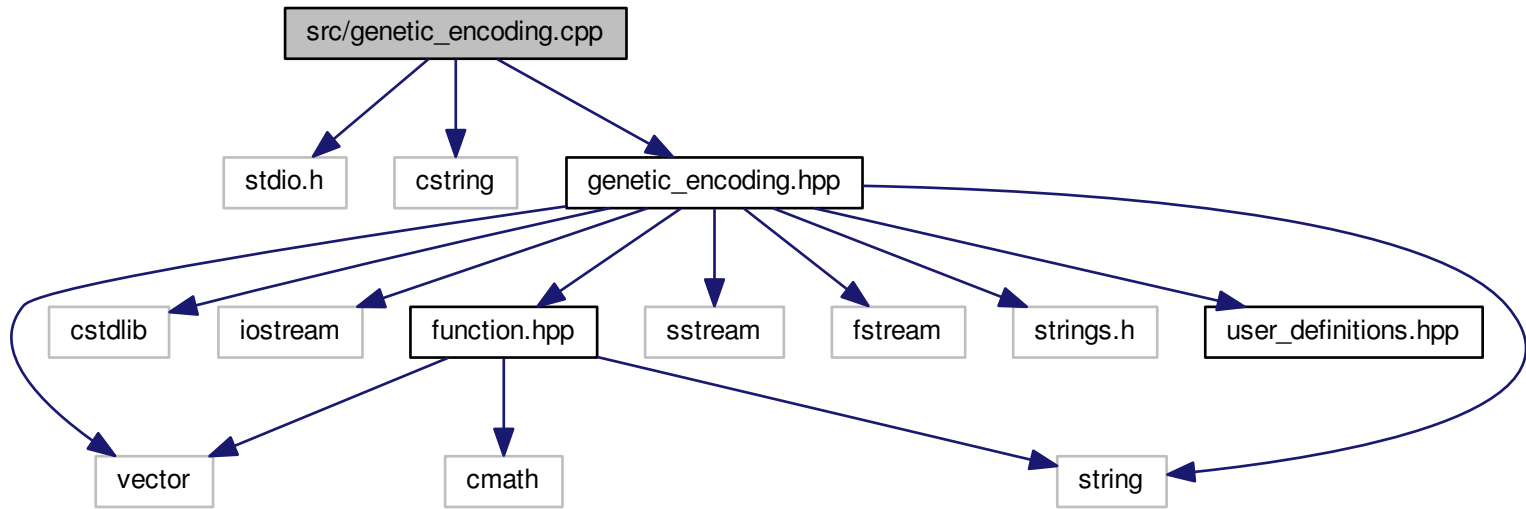 src/genetic_encoding.cpp
stdio.h
cstring
genetic_encoding.hpp
cstdlib
iostream
function.hpp
sstream
fstream
strings.h
user_definitions.hpp
vector
cmath
string